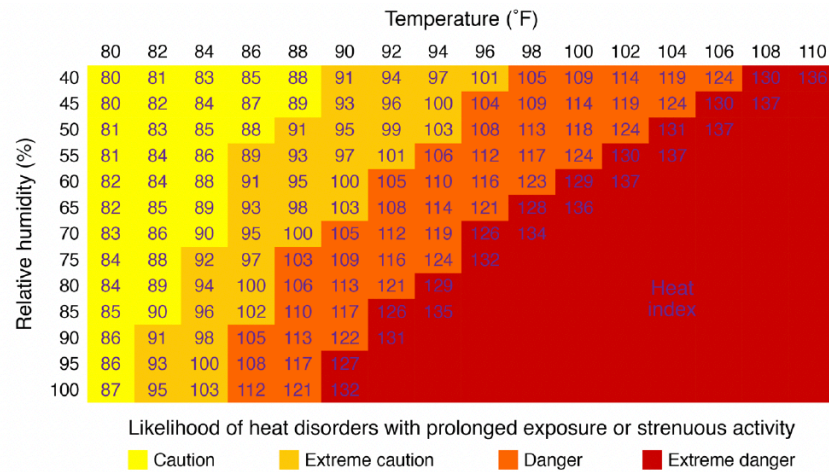 Temperature (˚F)
80 82 84 86 88 90 92 94 96 98 100 102 104 106 108 110
40 80 81 83 85 88 91 94 97 101 105 109 114 119 124 130 136
45 80 82 84 87 89 93 96 100 104 109 114 119 124 130 137
50 81 83 85 88 91 95 99 103 108 113 118 124 131 137
55 81 84 86 89 93 97 101 106 112 117 124 130 137
60 82 84 88 91 95 100 105 110 116 123 129 137
65 82 85 89 93 98 103 108 114 121 128 136
70 83 86 90 95 100 105 112 119 126 134
75 84 88 92 97 103 109 116 124 132
80 84 89 94 100 106 113 121 129
85 85 90 96 102 110 117 126 135
90 86 91 98 105 113 122 131
95 86 93 100 108 117 127
100 87 95 103 112 121 132
Relative humidity (%)
Heat
index
Likelihood of heat disorders with prolonged exposure or strenuous activity
Caution Extreme caution Danger Extreme danger